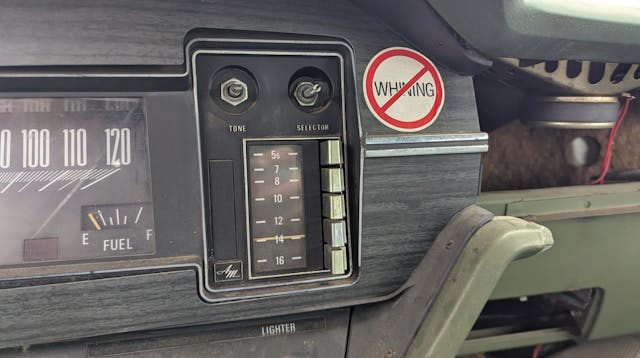 100 110 120
E FUEL F
TONE
SELECTOR
55
7
8
10
12
14
16
AM
WHINING
LIGHTER